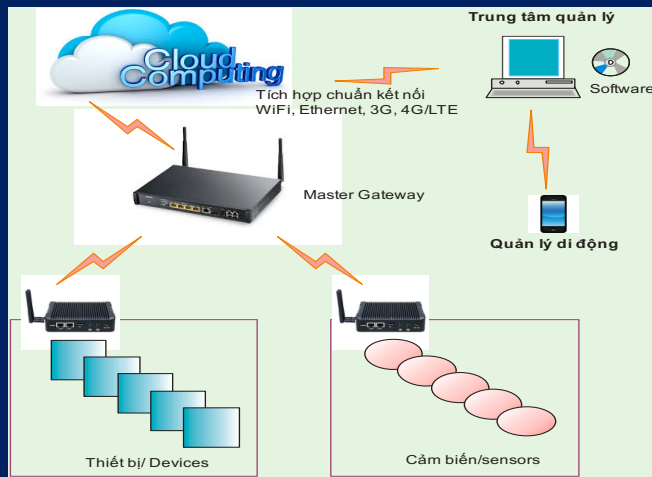 Trung tâm quản lý
Cloud
Computing
Software
Tích hợp chuẩn kết nối
WiFi, Ethernet, 3G, 4G/LTE
Master Gateway
Quản lý di động
Thiết bị/ Devices
Cảm biến/sensors